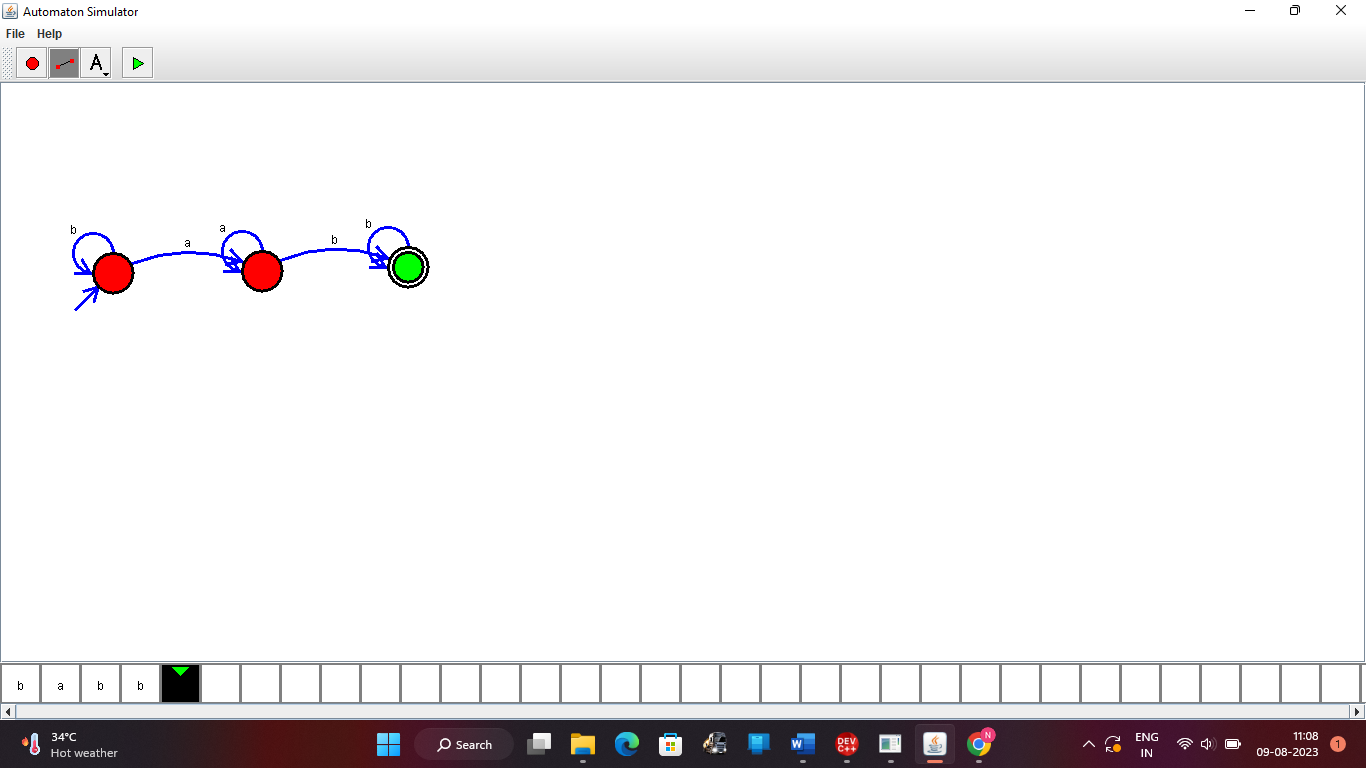 Automaton Simulator
File Help
A
b a a b b
b a b b
34°C
Hot weather
Search
DEV
C++
N
ENG
IN
11:08
09-08-2023
1